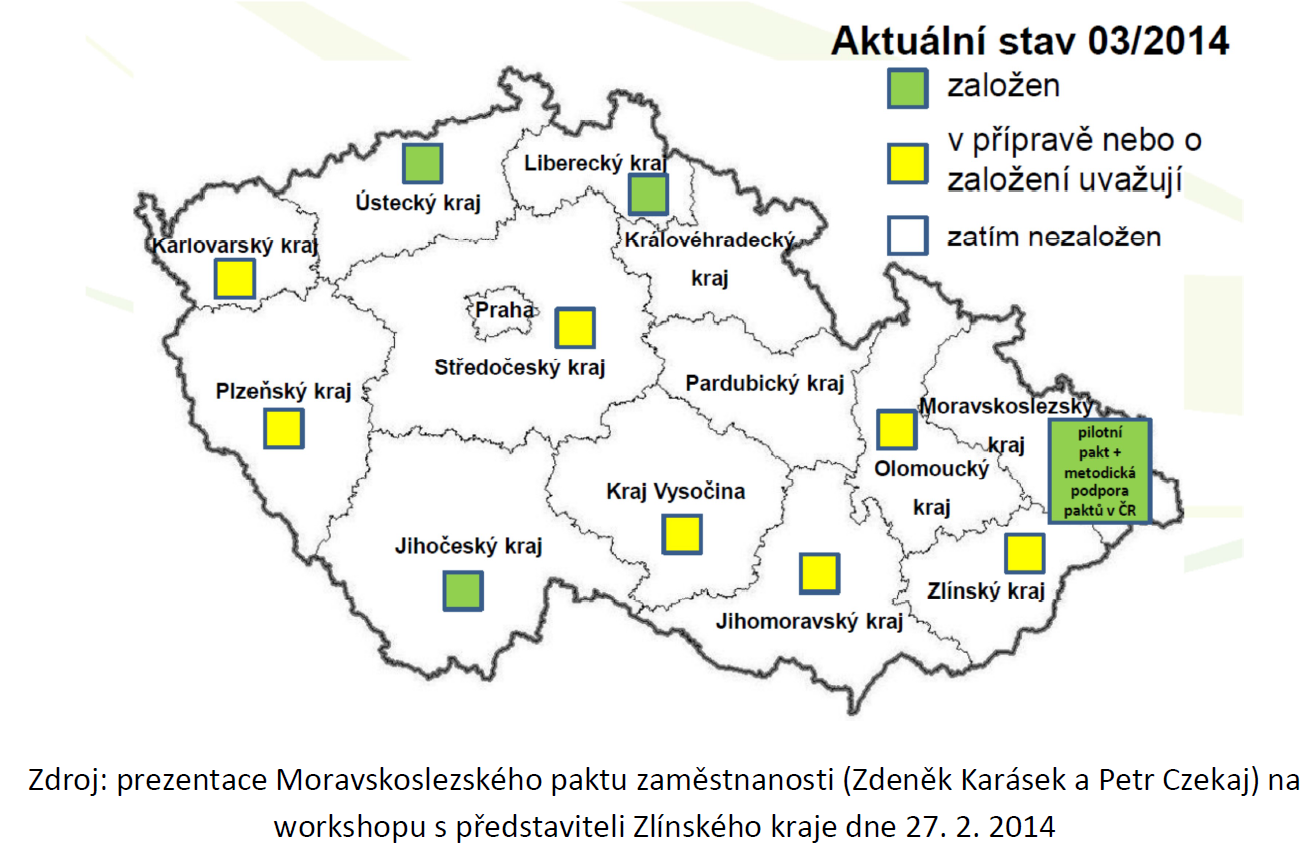 Aktuální stav 03/2014
založen
v přípravě nebo o
založení uvažují
zatím nezaložen
Liberecký kraj
Ústecký kraj
Karlovarský kraj
Královéhradecký
kraj
Praha
Středočeský kraj
Plzeňský kraj
Pardubický kraj
Moravskoslezský
kraj
pilotní
pakt +
metodická
podpora
paktů v ČR
Olomoucký
kraj
Kraj Vysočina
Jihočeský kraj
Zlínský kraj
Jihomoravský kraj
Zdroj: prezentace Moravskoslezského paktu zaměstnanosti (Zdeněk Karásek a Petr Czekaj) na
workshopu s představiteli Zlínského kraje dne 27. 2. 2014